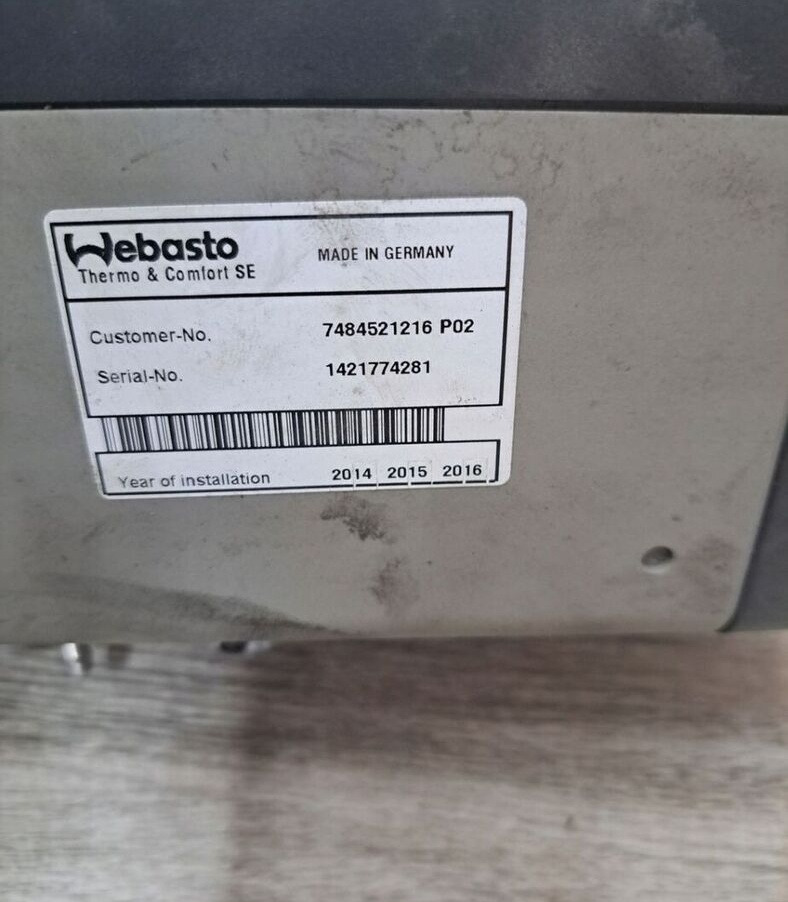 Webasto
Thermo & Comfort SE
MADE IN GERMANY
Customer-No. 7484521216 P02
Serial-No. 1421774281
Year of installation 2014 2015 2016